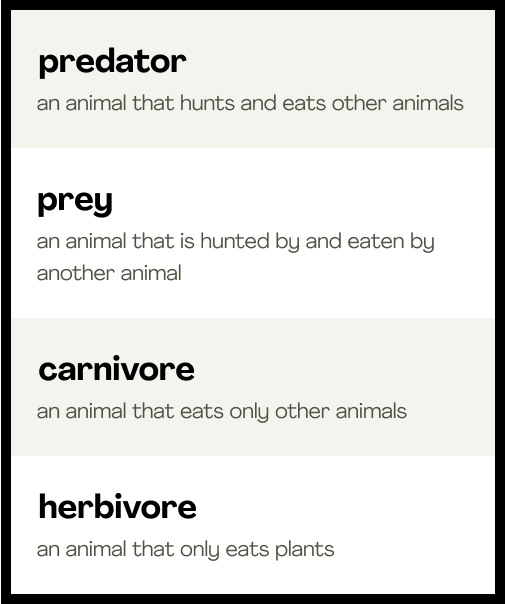 predator
an animal that hunts and eats other animals
prey
an animal that is hunted by and eaten by
another animal
carnivore
an animal that eats only other animals
herbivore
an animal that only eats plants